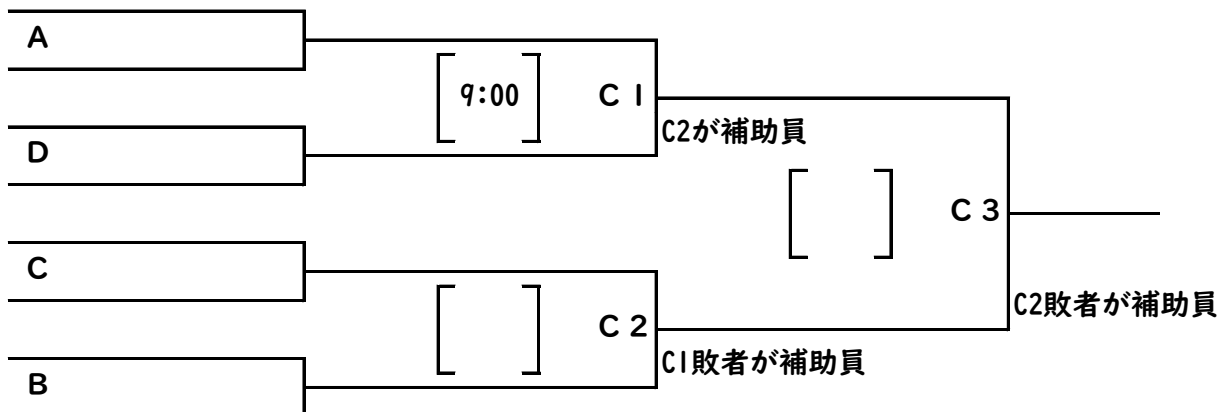 A
[9:00] C1
C2が補助員
D
[ ] C3
C
[ ] C2
C2敗者が補助員
C1敗者が補助員
B